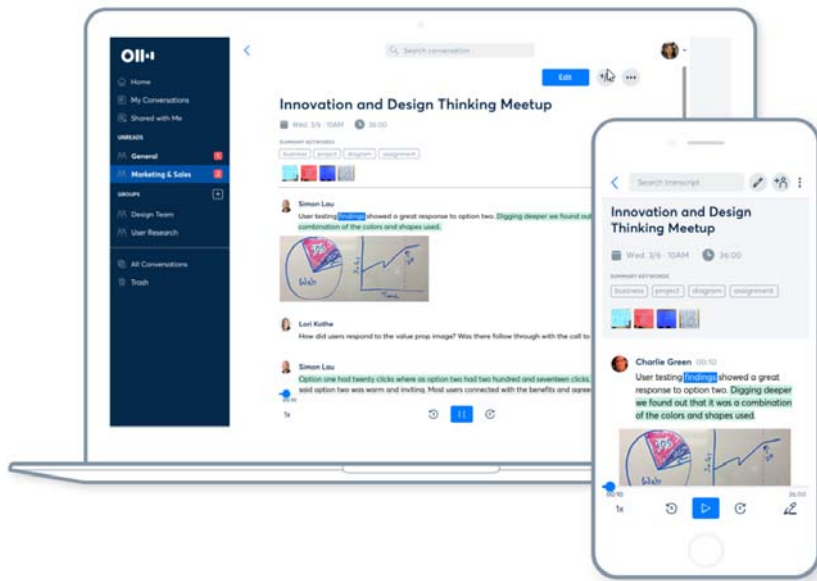 Search conversation
Edit
Home
My Conversations
Shared with Me
UNREADS
General 1
Marketing & Sales 2
GROUPS
Design Team
User Research
All Conversations
Trash
Innovation and Design Thinking Meetup
Wed. 3/6 · 10AM 36:00
SUMMARY KEYWORDS
business project diagram assignment
Simon Lau
User testing findings showed a great response to option two. Digging deeper we found out
combination of the colors and shapes used.
Web
Lori Kothe
How did users respond to the value prop image? Was there follow through with the call to
Simon Lau
Option one had twenty clicks where as option two had two hundred and seventeen clicks.
said option two was warm and inviting. Most users connected with the benefits and agree
00:10
1x
Search transcript
Innovation and Design
Thinking Meetup
Wed. 3/6 · 10AM 36:00
SUMMARY KEYWORDS
business project diagram assignment
Charlie Green 00:10
User testing findings showed a great
response to option two. Digging deeper
we found out that it was a combination
of the colors and shapes used.
Web
00:10 36:00
1x